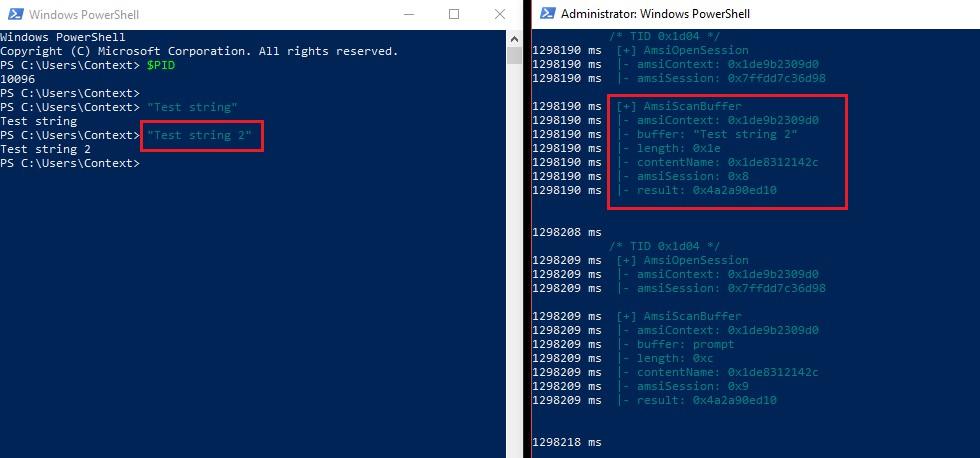 Windows PowerShell
Windows PowerShell
Copyright (C) Microsoft Corporation. All rights reserved.
PS C:\Users\Context> $PID
10096
PS C:\Users\Context>
PS C:\Users\Context> "Test string"
Test string
PS C:\Users\Context> "Test string 2"
Test string 2
PS C:\Users\Context>
Administrator: Windows PowerShell
/* TID 0x1d04 */
1298190 ms [+] AmsiOpenSession
1298190 ms |- amsiContext: 0x1de9b2309d0
1298190 ms |- amsiSession: 0x7ffdd7c36d98
1298190 ms [+] AmsiScanBuffer
1298190 ms |- amsiContext: 0x1de9b2309d0
1298190 ms |- buffer: "Test string 2"
1298190 ms |- length: 0x1e
1298190 ms |- contentName: 0x1de8312142c
1298190 ms |- amsiSession: 0x8
1298190 ms |- result: 0x4a2a90ed10
1298208 ms
/* TID 0x1d04 */
1298209 ms [+] AmsiOpenSession
1298209 ms |- amsiContext: 0x1de9b2309d0
1298209 ms |- amsiSession: 0x7ffdd7c36d98
1298209 ms [+] AmsiScanBuffer
1298209 ms |- amsiContext: 0x1de9b2309d0
1298209 ms |- buffer: prompt
1298209 ms |- length: 0xc
1298209 ms |- contentName: 0x1de8312142c
1298209 ms |- amsiSession: 0x9
1298209 ms |- result: 0x4a2a90ed10
1298218 ms